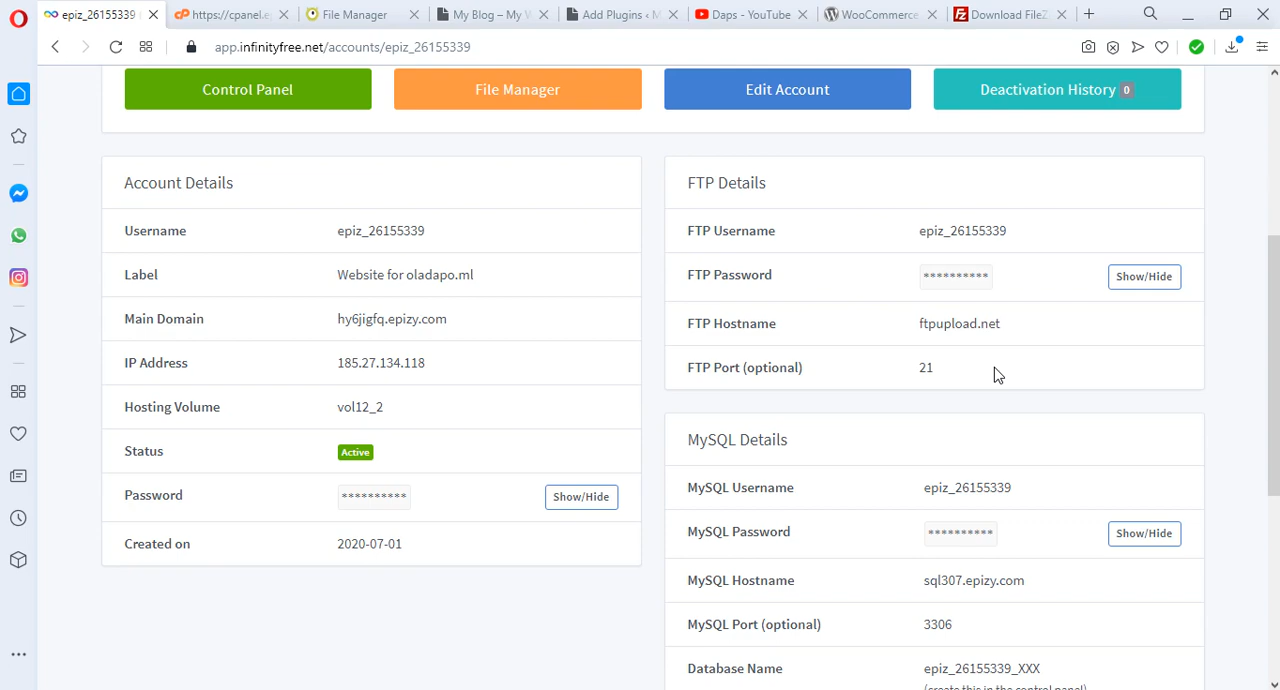 epiz_26155339
https://cpanel.e
File Manager
My Blog – My W
Add Plugins ‹ M
Daps - YouTube
WooCommerce
Download FileZ
app.infinityfree.net/accounts/epiz_26155339
Control Panel
File Manager
Edit Account
Deactivation History 0
Account Details
Username epiz_26155339
Label Website for oladapo.ml
Main Domain hy6jigfq.epizy.com
IP Address 185.27.134.118
Hosting Volume vol12_2
Status Active
Password ********** Show/Hide
Created on 2020-07-01
FTP Details
FTP Username epiz_26155339
FTP Password ********** Show/Hide
FTP Hostname ftpupload.net
FTP Port (optional) 21
MySQL Details
MySQL Username epiz_26155339
MySQL Password ********** Show/Hide
MySQL Hostname sql307.epizy.com
MySQL Port (optional) 3306
Database Name epiz_26155339_XXX
(create this in the control panel)